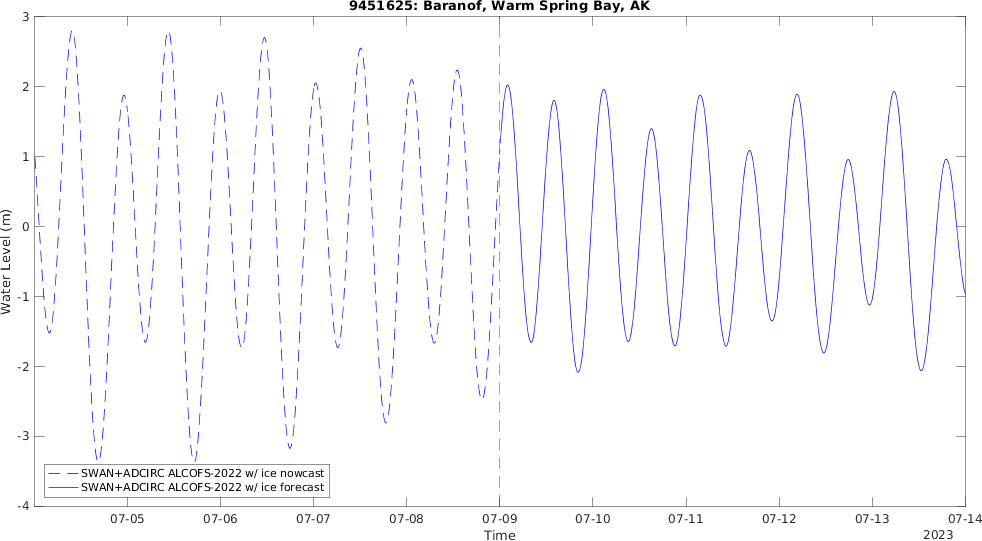 9451625: Baranof, Warm Spring Bay, AK
3
2
1
0
-1
-2
-3
-4
Water Level (m)
SWAN+ADCIRC ALCOFS-2022 w/ ice nowcast
SWAN+ADCIRC ALCOFS-2022 w/ ice forecast
07-05 07-06 07-07 07-08 07-09 07-10 07-11 07-12 07-13 07-14
Time
2023